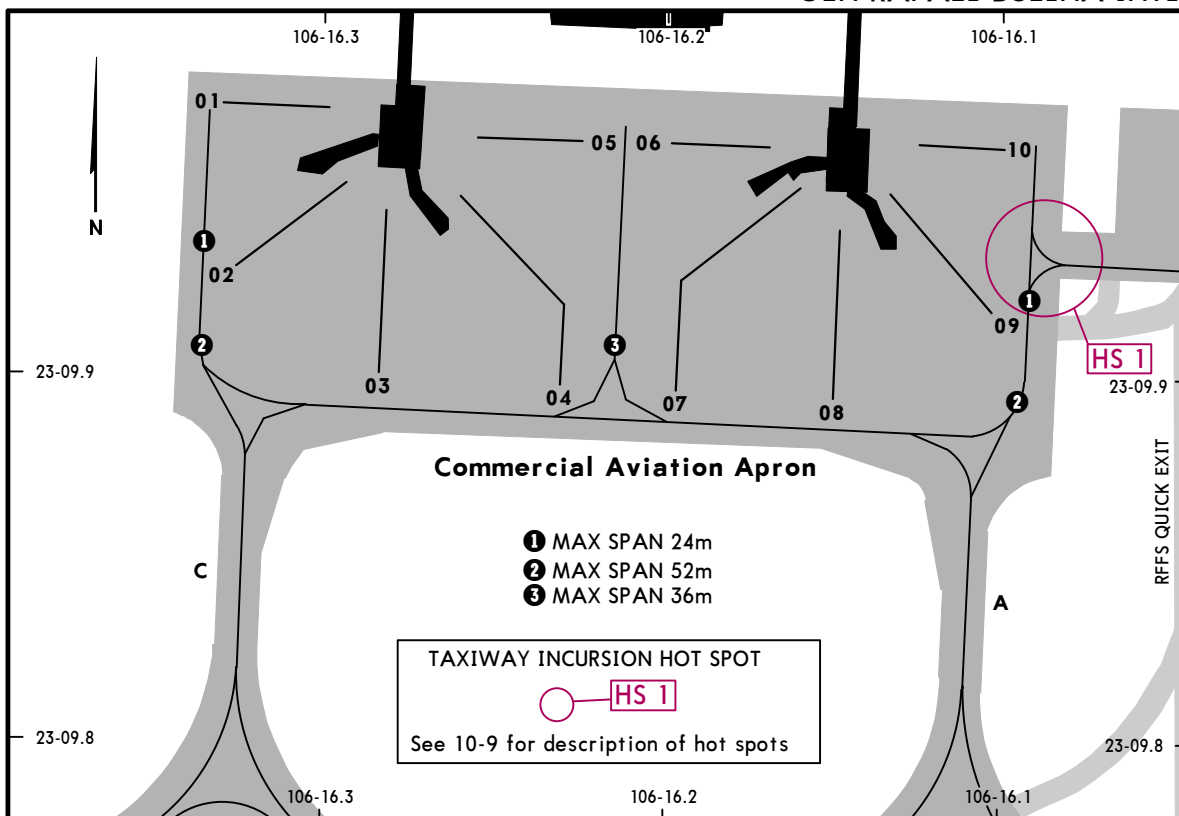 106-16.3
106-16.2
106-16.1
01
05
06
10
N
02
1
1
09
2
3
HS 1
23-09.9
03
04
07
08
2
23-09.9
Commercial Aviation Apron
1 MAX SPAN 24m
2 MAX SPAN 52m
3 MAX SPAN 36m
C
A
RFFS QUICK EXIT
TAXIWAY INCURSION HOT SPOT
HS 1
See 10-9 for description of hot spots
23-09.8
23-09.8
106-16.3
106-16.2
106-16.1